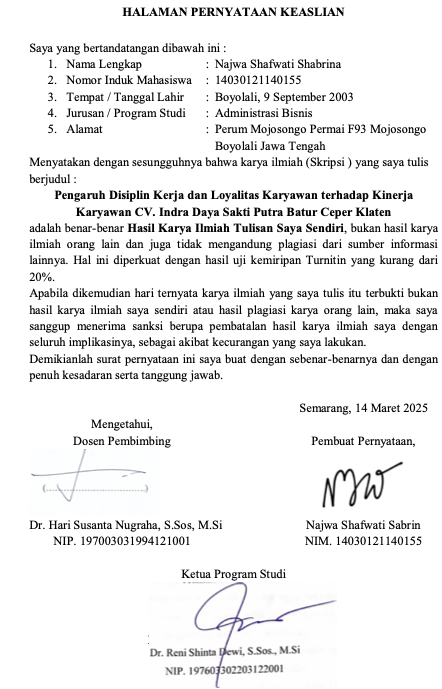 HALAMAN PERNYATAAN KEASLIAN
Saya yang bertandatangan dibawah ini :
1. Nama Lengkap : Najwa Shafwati Shabrina
2. Nomor Induk Mahasiswa : 14030121140155
3. Tempat / Tanggal Lahir : Boyolali, 9 September 2003
4. Jurusan / Program Studi : Administrasi Bisnis
5. Alamat : Perum Mojosongo Permai F93 Mojosongo
Boyolali Jawa Tengah
Menyatakan dengan sesungguhnya bahwa karya ilmiah (Skripsi ) yang saya tulis
berjudul :
Pengaruh Disiplin Kerja dan Loyalitas Karyawan terhadap Kinerja
Karyawan CV. Indra Daya Sakti Putra Batur Ceper Klaten
adalah benar-benar Hasil Karya Ilmiah Tulisan Saya Sendiri, bukan hasil karya
ilmiah orang lain dan juga tidak mengandung plagiasi dari sumber informasi
lainnya. Hal ini diperkuat dengan hasil uji kemiripan Turnitin yang kurang dari
20%.
Apabila dikemudian hari ternyata karya ilmiah yang saya tulis itu terbukti bukan
hasil karya ilmiah saya sendiri atau hasil plagiasi karya orang lain, maka saya
sanggup menerima sanksi berupa pembatalan hasil karya ilmiah saya dengan
seluruh implikasinya, sebagai akibat kecurangan yang saya lakukan.
Demikianlah surat pernyataan ini saya buat dengan sebenar-benarnya dan dengan
penuh kesadaran serta tanggung jawab.
Semarang, 14 Maret 2025
Mengetahui,
Dosen Pembimbing
Pembuat Pernyataan,
Dr. Hari Susanta Nugraha, S.Sos, M.Si
NIP. 197003031994121001
Najwa Shafwati Sabrin
NIM. 14030121140155
Ketua Program Studi
Dr. Reni Shinta Dewi, S.Sos., M.Si
NIP. 197603302203122001